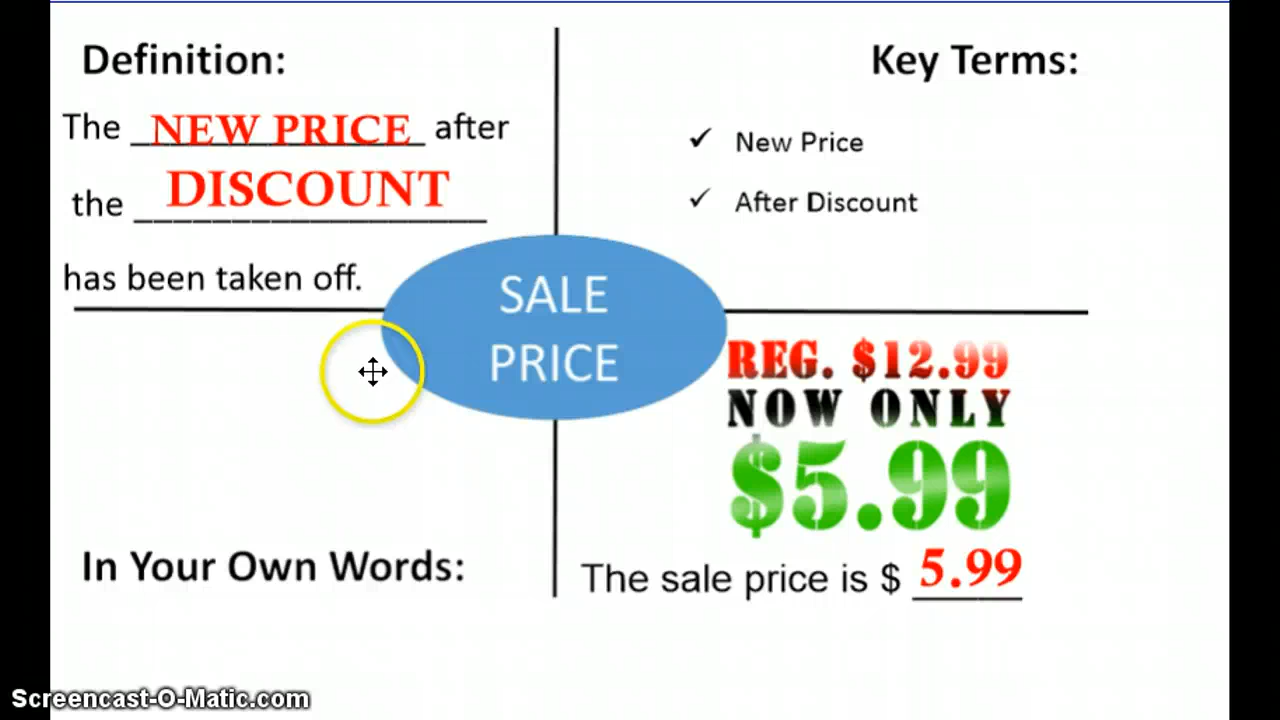 Definition:
The NEW PRICE after
the DISCOUNT
has been taken off.
Key Terms:
✓ New Price
✓ After Discount
SALE
PRICE
REG. $12.99
NOW ONLY
$5.99
In Your Own Words:
The sale price is $ 5.99
Screencast-O-Matic.com